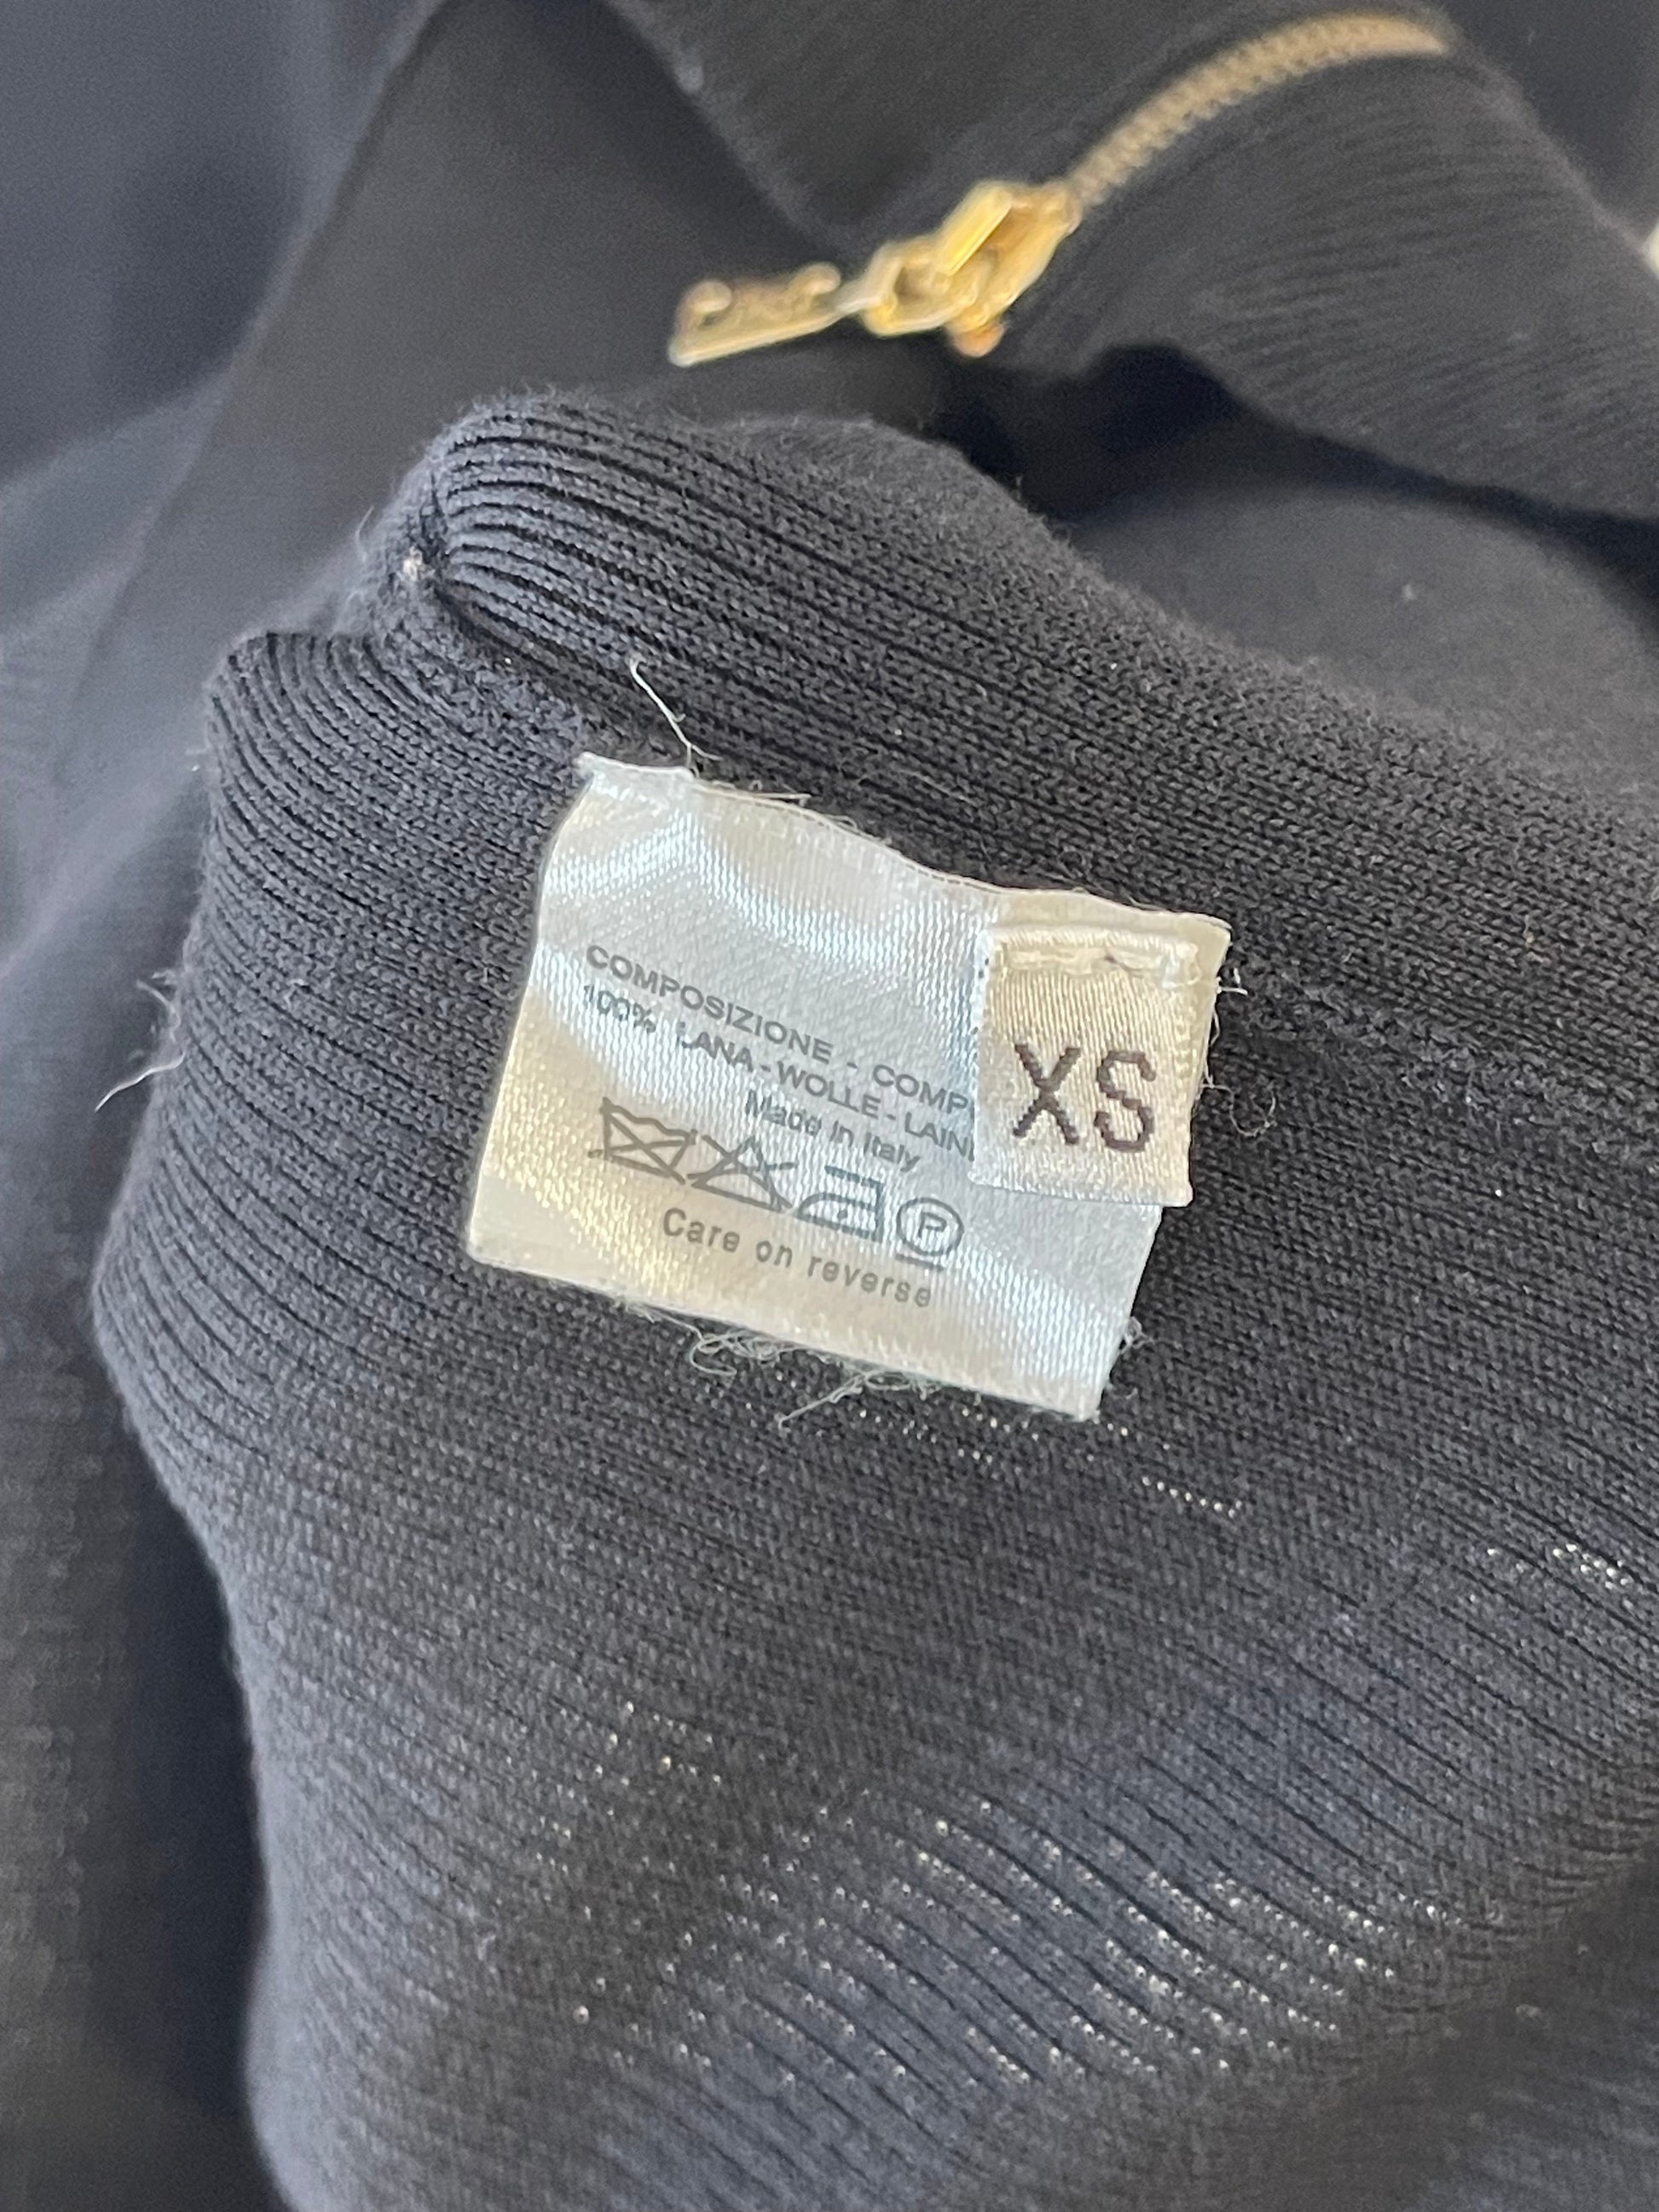 COMPOSIZIONE - COMP
100% LANA - WOLLE - LAIN
Made in Italy
P
Care on reverse
XS